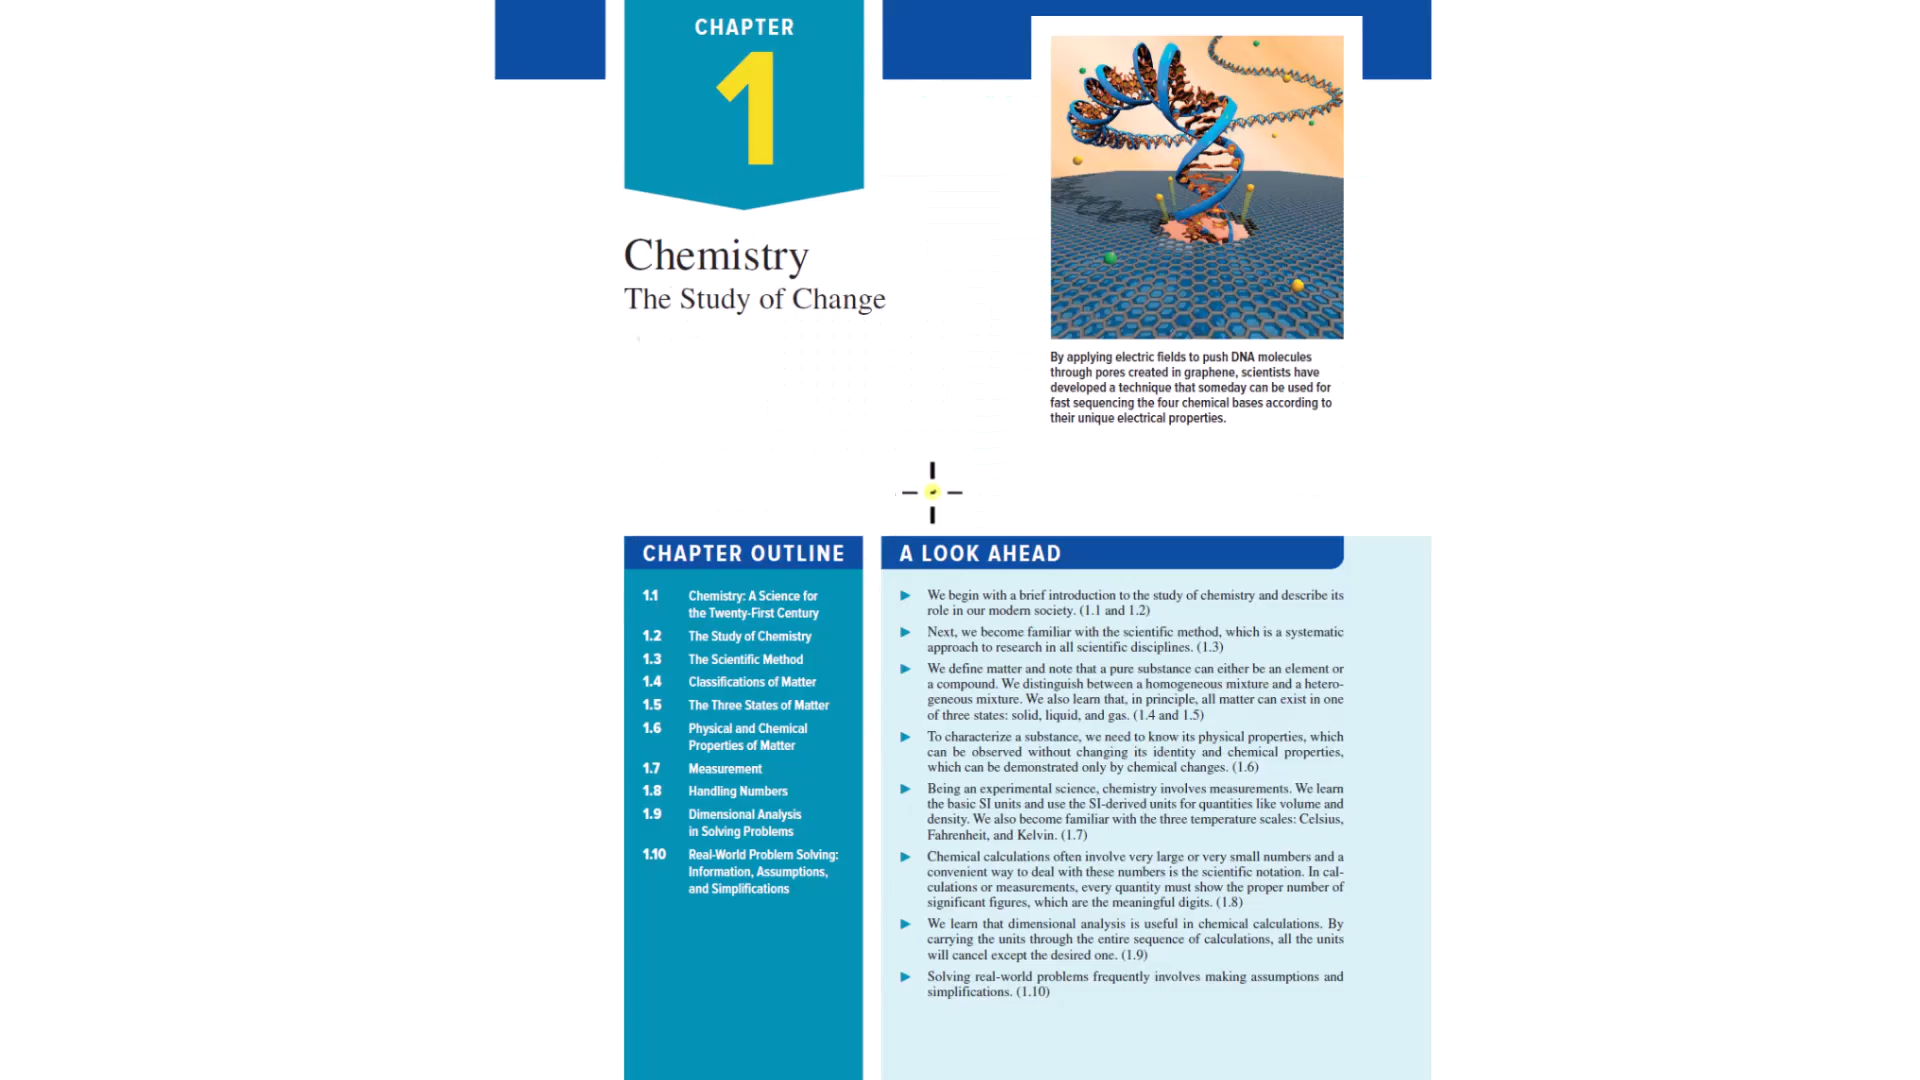 CHAPTER
1
Chemistry
The Study of Change
By applying electric fields to push DNA molecules
through pores created in graphene, scientists have
developed a technique that someday can be used for
fast sequencing the four chemical bases according to
their unique electrical properties.
CHAPTER OUTLINE
1.1 Chemistry: A Science for
the Twenty-First Century
1.2 The Study of Chemistry
1.3 The Scientific Method
1.4 Classifications of Matter
1.5 The Three States of Matter
1.6 Physical and Chemical
Properties of Matter
1.7 Measurement
1.8 Handling Numbers
1.9 Dimensional Analysis
in Solving Problems
1.10 Real-World Problem Solving:
Information, Assumptions,
and Simplifications
A LOOK AHEAD
▶ We begin with a brief introduction to the study of chemistry and describe its
role in our modern society. (1.1 and 1.2)
▶ Next, we become familiar with the scientific method, which is a systematic
approach to research in all scientific disciplines. (1.3)
▶ We define matter and note that a pure substance can either be an element or
a compound. We distinguish between a homogeneous mixture and a hetero-
geneous mixture. We also learn that, in principle, all matter can exist in one
of three states: solid, liquid, and gas. (1.4 and 1.5)
▶ To characterize a substance, we need to know its physical properties, which
can be observed without changing its identity and chemical properties,
which can be demonstrated only by chemical changes. (1.6)
▶ Being an experimental science, chemistry involves measurements. We learn
the basic SI units and use the SI-derived units for quantities like volume and
density. We also become familiar with the three temperature scales: Celsius,
Fahrenheit, and Kelvin. (1.7)
▶ Chemical calculations often involve very large or very small numbers and a
convenient way to deal with these numbers is the scientific notation. In cal-
culations or measurements, every quantity must show the proper number of
significant figures, which are the meaningful digits. (1.8)
▶ We learn that dimensional analysis is useful in chemical calculations. By
carrying the units through the entire sequence of calculations, all the units
will cancel except the desired one. (1.9)
▶ Solving real-world problems frequently involves making assumptions and
simplifications. (1.10)